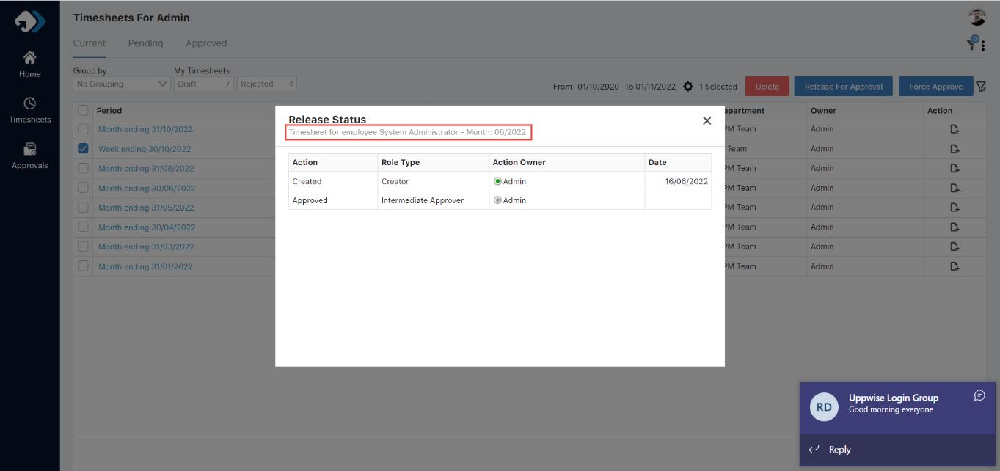 Timesheets For Admin
Current Pending Approved
0
Home
Timesheets
Approvals
Group by My Timesheets
No Grouping Draft 7 Rejected 1
From 01/10/2020 To 01/11/2022 1 Selected Delete Release For Approval Force Approve
Period epartment Owner Action
Month ending 31/10/2022 PM Team Admin
Week ending 30/10/2022 Team Admin
Month ending 31/08/2022 PM Team Admin
Month ending 30/06/2022 PM Team Admin
Month ending 31/05/2022 PM Team Admin
Month ending 30/04/2022 PM Team Admin
Month ending 31/03/2022 PM Team Admin
Month ending 31/01/2022 PM Team Admin
Release Status
Timesheet for employee System Administrator - Month: 06/2022
Action Role Type Action Owner Date
Created Creator Admin 16/06/2022
Approved Intermediate Approver Admin
RD
Uppwise Login Group
Good morning everyone
Reply